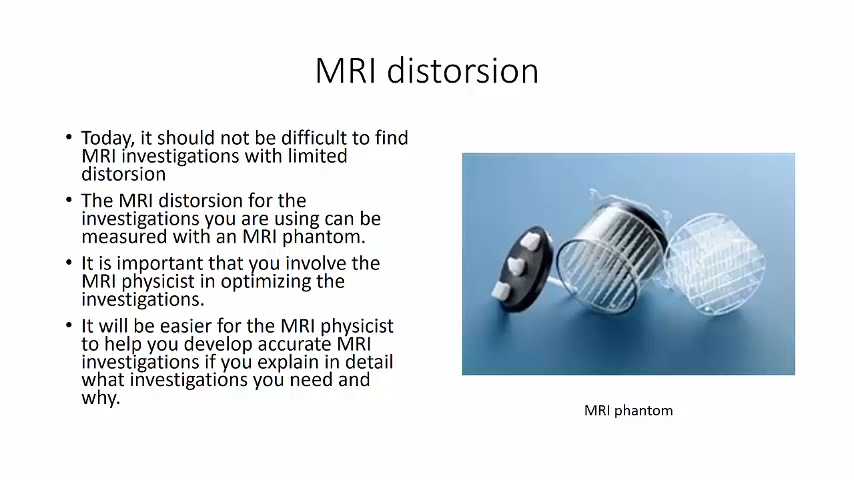 MRI distorsion
• Today, it should not be difficult to find
MRI investigations with limited
distorsion
• The MRI distorsion for the
investigations you are using can be
measured with an MRI phantom.
• It is important that you involve the
MRI physicist in optimizing the
investigations.
• It will be easier for the MRI physicist
to help you develop accurate MRI
investigations if you explain in detail
what investigations you need and
why.
MRI phantom